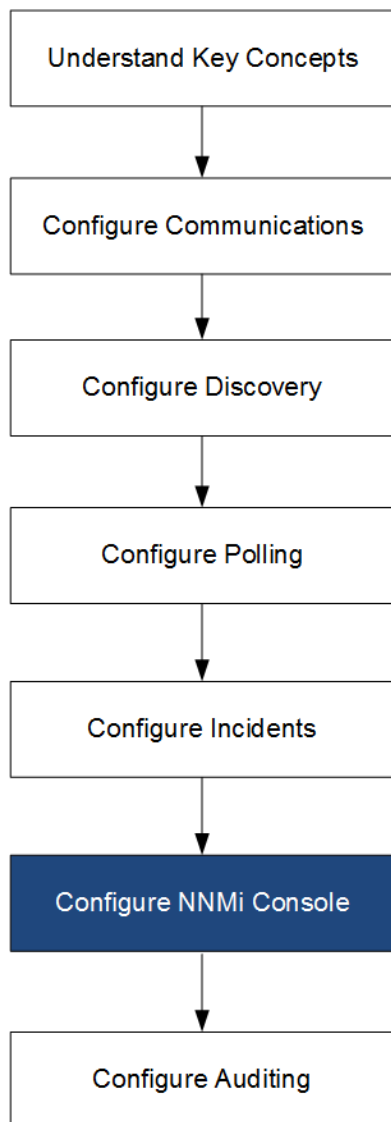 Understand Key Concepts
Configure Communications
Configure Discovery
Configure Polling
Configure Incidents
Configure NNMi Console
Configure Auditing